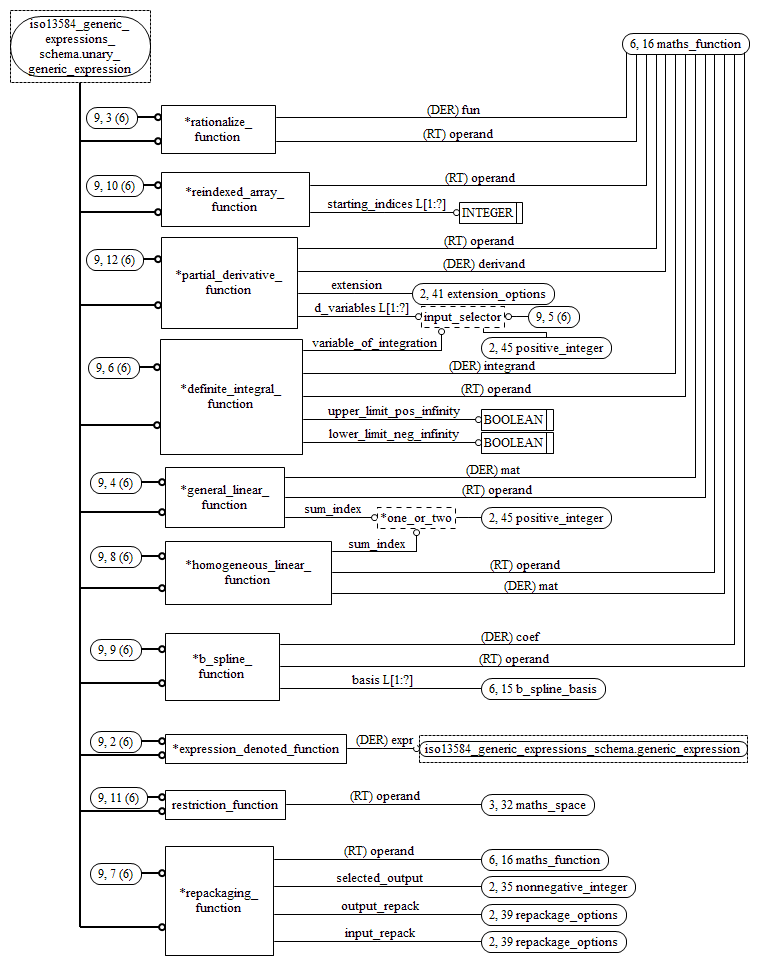 iso13584_generic_
expressions_
schema.unary_
generic_expression
6, 16 maths_function
9, 3 (6)
*rationalize_
function
(DER) fun
(RT) operand
9, 10 (6)
*reindexed_array_
function
(RT) operand
starting_indices L[1:?]
INTEGER
9, 12 (6)
*partial_derivative_
function
(RT) operand
(DER) derivand
extension
2, 41 extension_options
d_variables L[1:?]
input_selector
9, 5 (6)
2, 45 positive_integer
9, 6 (6)
*definite_integral_
function
variable_of_integration
(DER) integrand
(RT) operand
upper_limit_pos_infinity
BOOLEAN
lower_limit_neg_infinity
BOOLEAN
9, 4 (6)
*general_linear_
function
(DER) mat
(RT) operand
sum_index
*one_or_two
2, 45 positive_integer
9, 8 (6)
*homogeneous_linear_
function
sum_index
(RT) operand
(DER) mat
9, 9 (6)
*b_spline_
function
(DER) coef
(RT) operand
basis L[1:?]
6, 15 b_spline_basis
9, 2 (6)
*expression_denoted_function
(DER) expr
iso13584_generic_expressions_schema.generic_expression
9, 11 (6)
restriction_function
(RT) operand
3, 32 maths_space
9, 7 (6)
*repackaging_
function
(RT) operand
6, 16 maths_function
selected_output
2, 35 nonnegative_integer
output_repack
2, 39 repackage_options
input_repack
2, 39 repackage_options